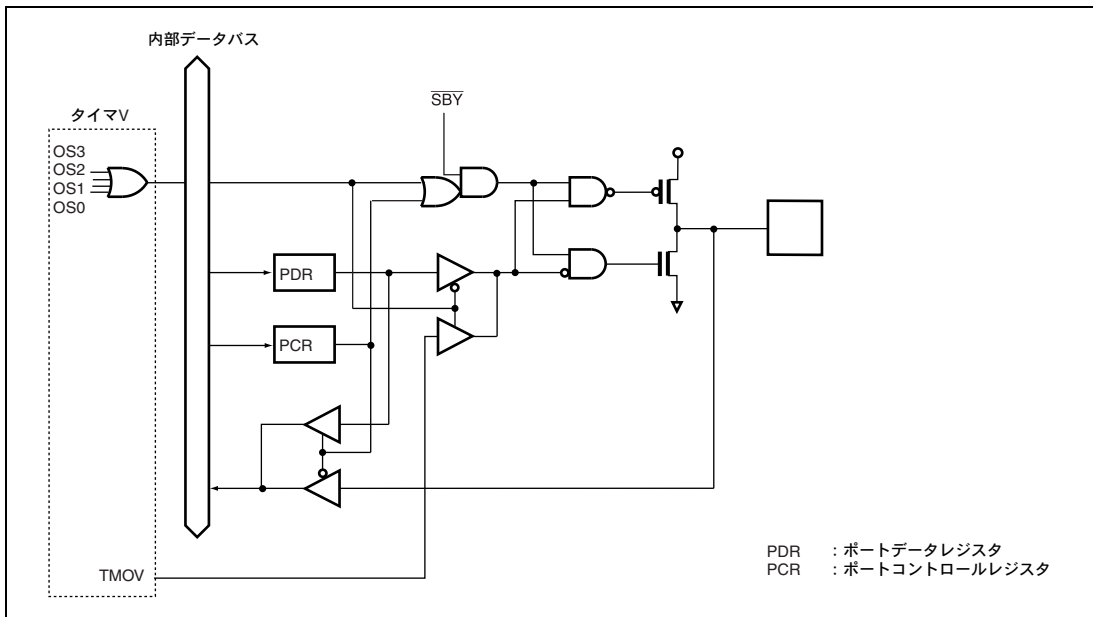 内部データバス
SBY
タイマV
OS3
OS2
OS1
OS0
PDR
PCR
TMOV
PDR :ポートデータレジスタ
PCR :ポートコントロールレジスタ